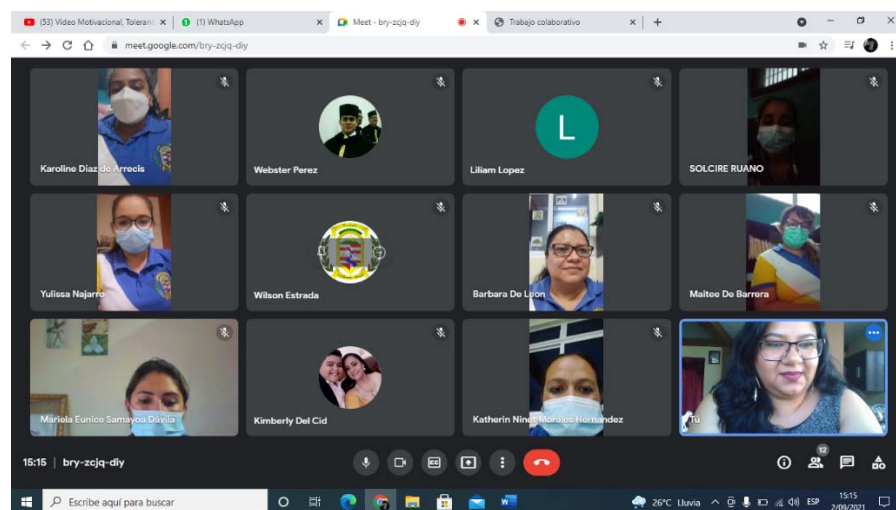 (53) Video Motivacional, Toleranc
(1) WhatsApp
Meet - bry-zcjq-diy
Trabajo colaborativo
meet.google.com/bry-zcjq-diy
Karoline Diaz de Arrecis
Webster Perez
L
Liliam Lopez
SOLCIRE RUANO
Yulissa Najarro
Wilson Estrada
Barbara De Leon
Maitee De Barrera
Mariela Eunice Samayoa Dávila
Kimberly Del Cid
Katherin Ninet Morales Hernandez
Tú
15:15 | bry-zcjq-diy
12
Escribe aquí para buscar
26°C Lluvia
ESP
15:15
2/09/2021